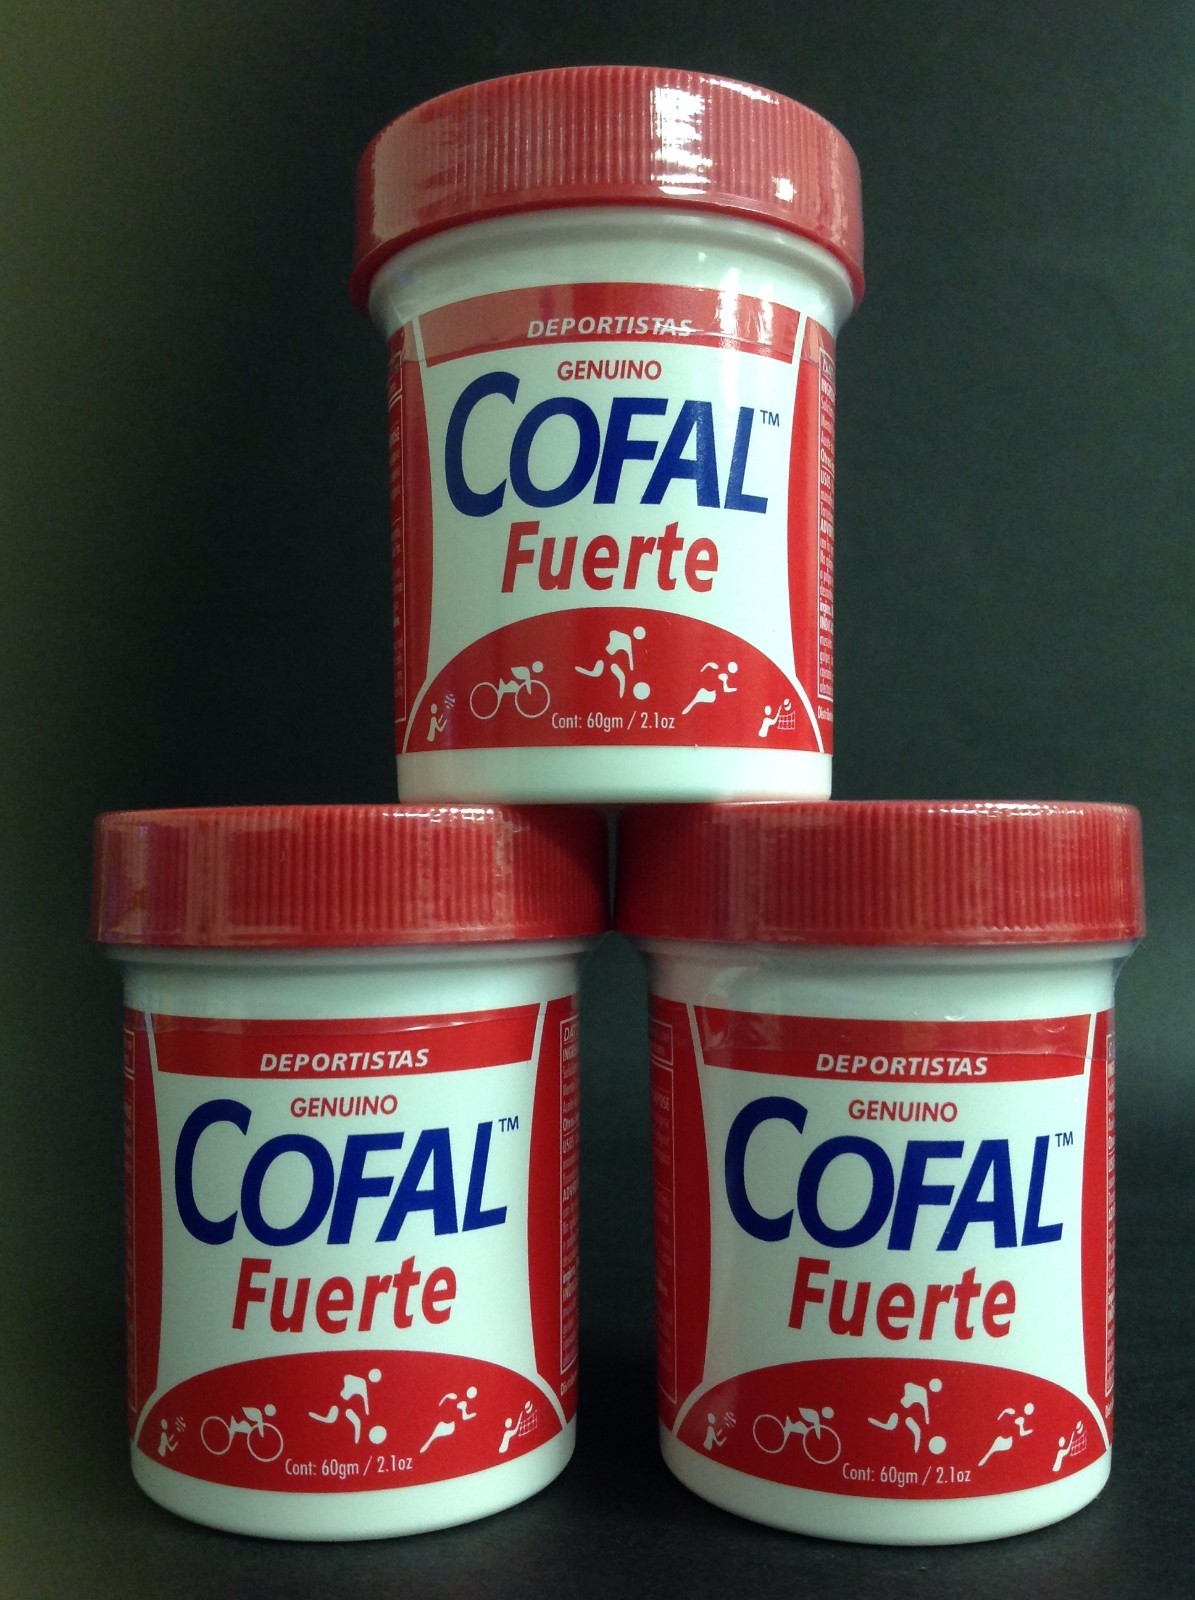 DEPORTISTAS
GENUINO
COFAL™
Fuerte
Cont: 60gm / 2.1oz
DEPORTISTAS
GENUINO
COFAL™
Fuerte
Cont: 60gm / 2.1oz
DEPORTISTAS
GENUINO
COFAL™
Fuerte
Cont: 60gm / 2.1oz